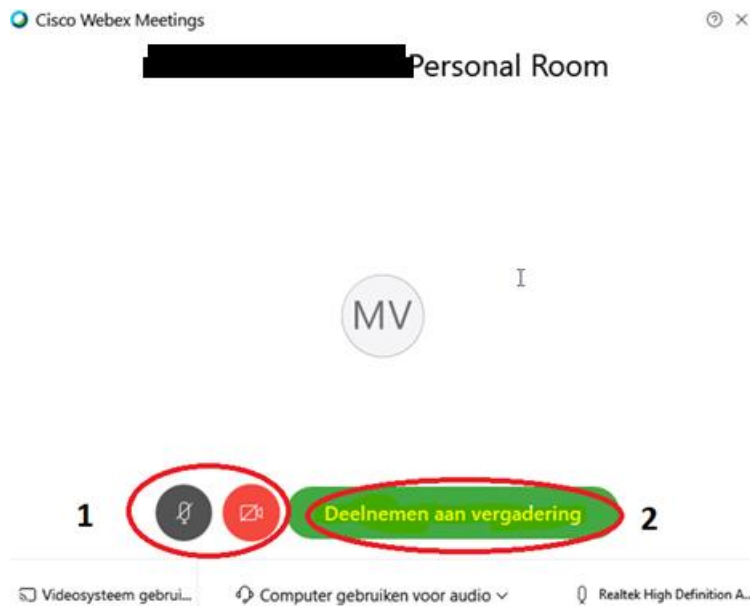 Cisco Webex Meetings
Personal Room
MV
1
Deelnemen aan vergadering
2
Videosysteem gebrui...
Computer gebruiken voor audio
Realtek High Definition A...